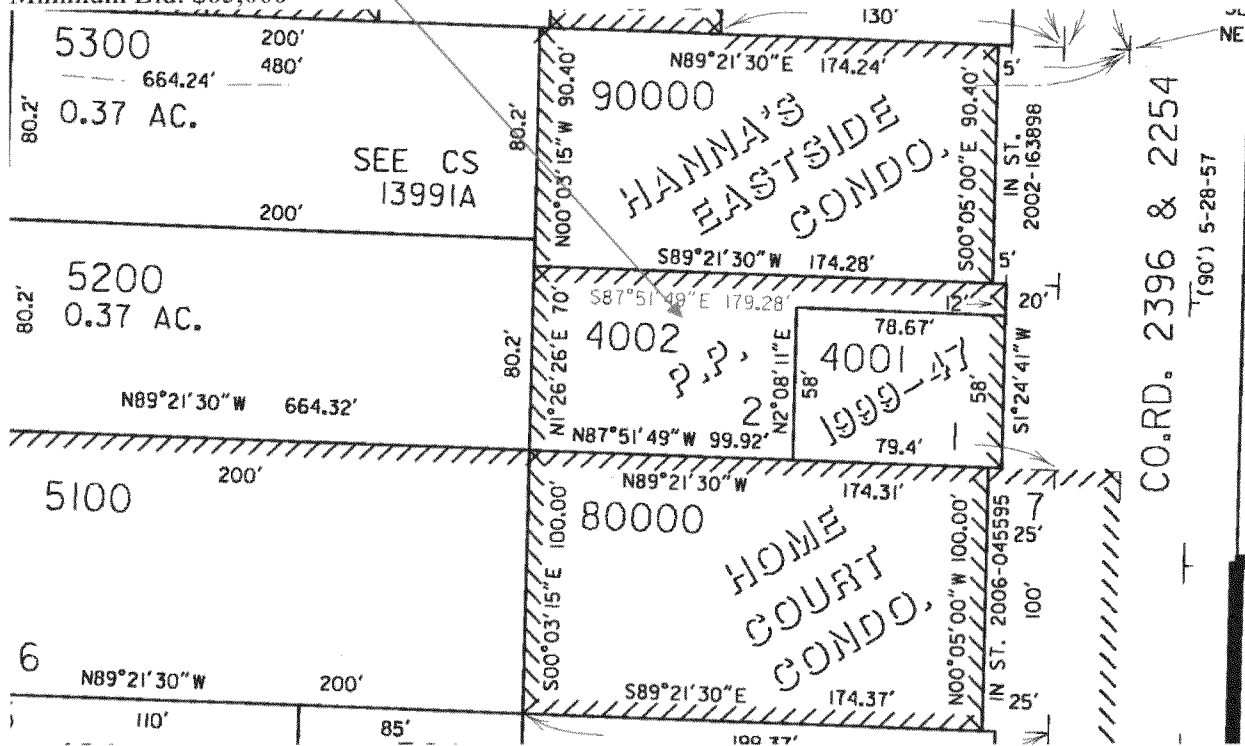 130'
NE
5300
200'
480'
664.24'
0.37 AC.
80.2'
80.2'
SEE CS
13991A
200'
N00°03'15"W 90.40'
N89°21'30"E 174.24'
90000
HANNA'S
EASTSIDE
CONDO.
S89°21'30"W 174.28'
S00°05'00"E 90.40'
5'
5'
IN ST.
2002-163898
CO.RD. 2396 & 2254
(90') 5-28-57
5200
0.37 AC.
80.2'
80.2'
N89°21'30"W 664.32'
N1°26'26"E 70'
S87°51'49"E 179.28'
12'
20'
4002
P.P.
2
N2°08'11"E
58'
78.67'
4001
1999-47
1
58'
79.4'
S1°24'41"W
N87°51'49"W 99.92'
200'
5100
6
N89°21'30"W 200'
110'
85'
S00°03'15"E 100.00'
N89°21'30"W 174.31'
80000
HOME
COURT
CONDO.
S89°21'30"E 174.37'
N00°05'00"W 100.00'
IN ST. 2006-045595
7
25'
100'
25'